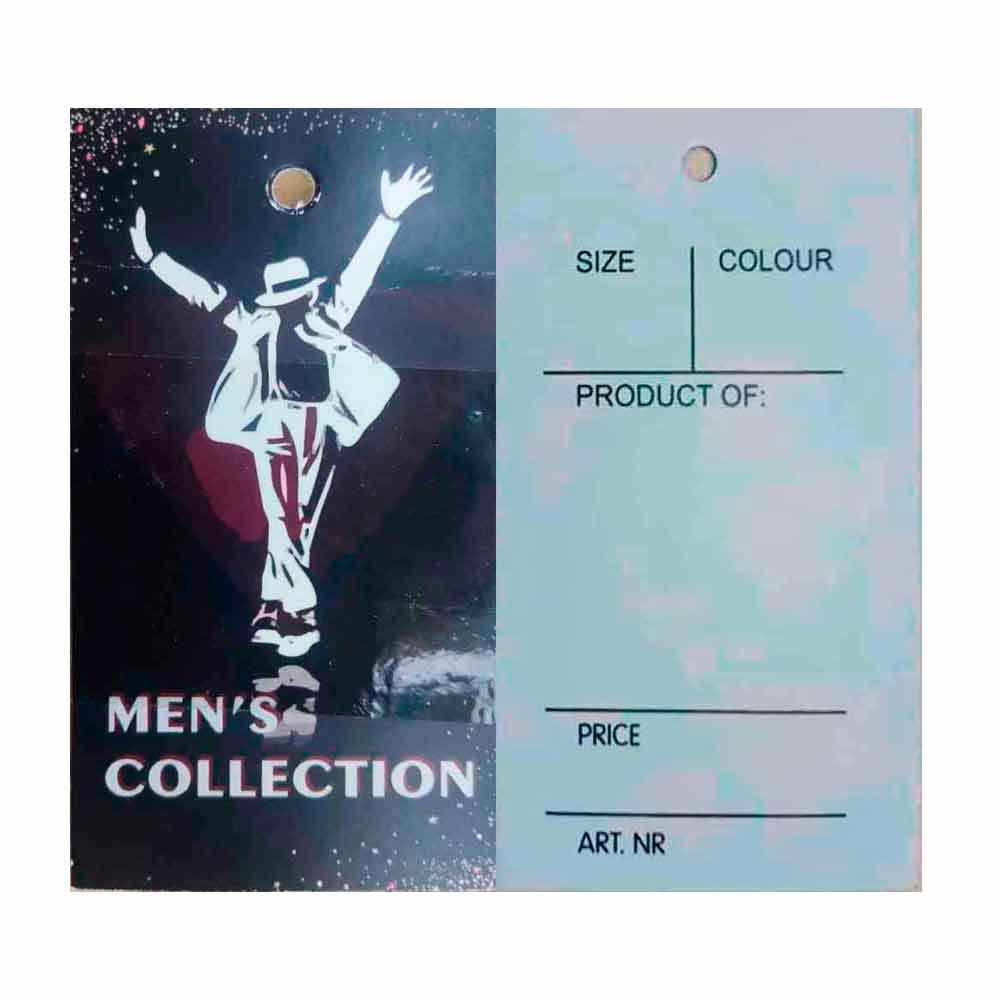 MEN'S
COLLECTION
SIZE
COLOUR
PRODUCT OF:
PRICE
ART. NR